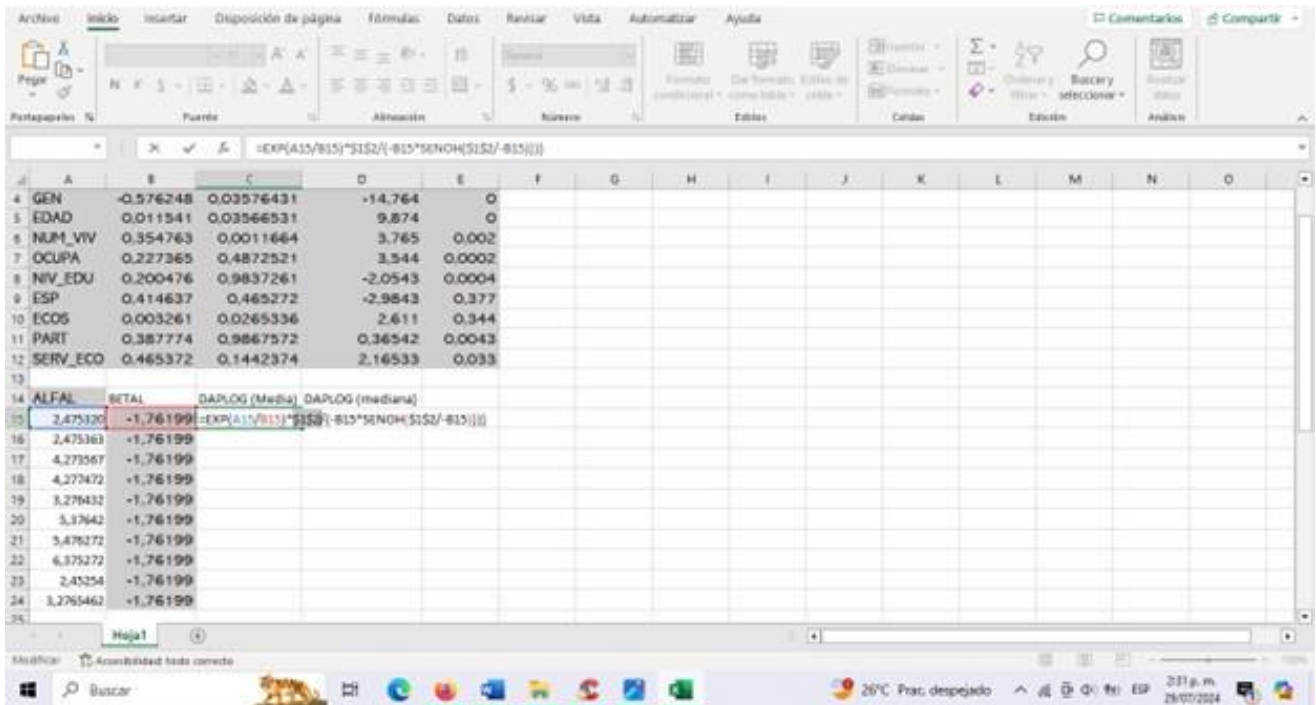 Archivo Inicio Insertar Disposición de página Fórmulas Datos Revisar Vista Automatizar Ayuda Comentarios Compartir
Pegar
N K S
$ % 
Buscar y
seleccionar
Portapapeles Fuente Alineación Número Estilos Celdas Edición Análisis
=EXP(A15/B15)*$1$2/(-B15*SENOH($1$2/-B15))))
A B C D E F G H I J K L M N O
4 GEN -0,576248 0,03576431 -14,764 0
5 EDAD 0,011541 0,03566531 9,874 0
6 NUM_VIV 0,354763 0,0011664 3,765 0,002
7 OCUPA 0,227365 0,4872521 3,544 0,0002
8 NIV_EDU 0,200476 0,9837261 -2,0543 0,0004
9 ESP 0,414637 0,465272 -2,9843 0,377
10 ECOS 0,003261 0,0265336 2,611 0,344
11 PART 0,387774 0,9867572 0,36542 0,0043
12 SERV_ECO 0,465372 0,1442374 2,16533 0,033
13
14 ALFAL BETAL DAPLOG (Media) DAPLOG (mediana)
15 2,475320 -1,76199 =EXP(A15/B15)*$1$2/(-B15*SENOH($1$2/-B15))))
16 2,475363 -1,76199
17 4,273567 -1,76199
18 4,277472 -1,76199
19 3,276432 -1,76199
20 5,37642 -1,76199
21 5,476272 -1,76199
22 6,375272 -1,76199
23 2,45254 -1,76199
24 3,2765462 -1,76199
25
Hoja1
Modificar Accesibilidad: todo correcto
Buscar 26°C Prac. despejado ESP 2:31 p. m.
29/07/2024